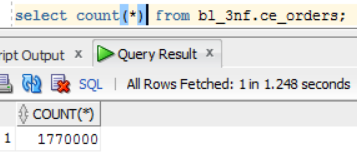 select count(*) from bl_3nf.ce_orders;
ript Output x Query Result x
SQL | All Rows Fetched: 1 in 1.248 seconds
COUNT(*)
1 1770000